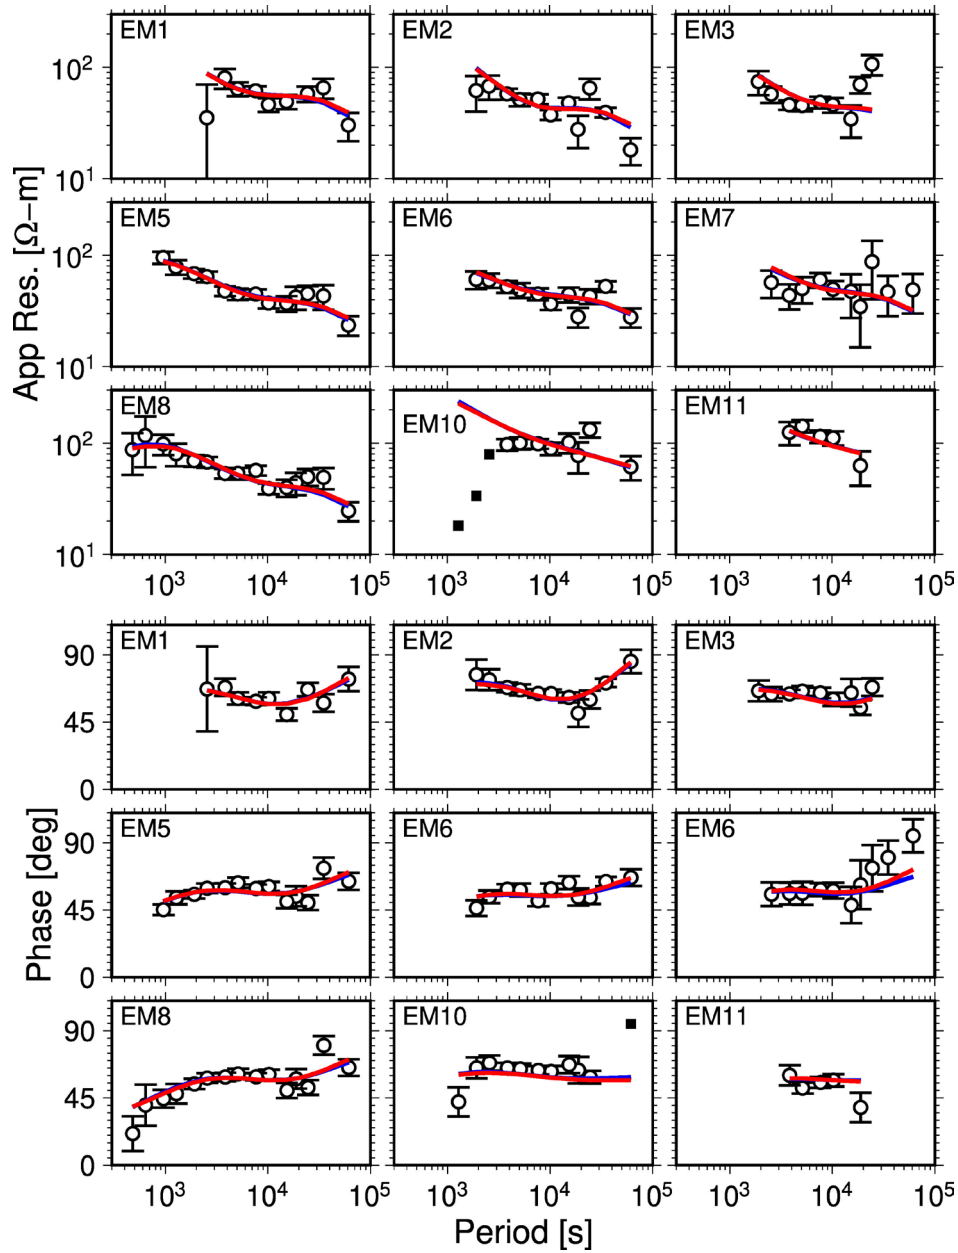 EM1 EM2 EM3
10²
10¹
EM5 EM6 EM7
10²
10¹
App Res. [Ω−m]
EM8 EM10 EM11
10²
10¹
10³ 10⁴ 10⁵ 10³ 10⁴ 10⁵ 10³ 10⁴ 10⁵
EM1 EM2 EM3
90
45
0
EM5 EM6 EM6
90
45
0
Phase [deg]
EM8 EM10 EM11
90
45
0
10³ 10⁴ 10⁵ 10³ 10⁴ 10⁵ 10³ 10⁴ 10⁵
Period [s]